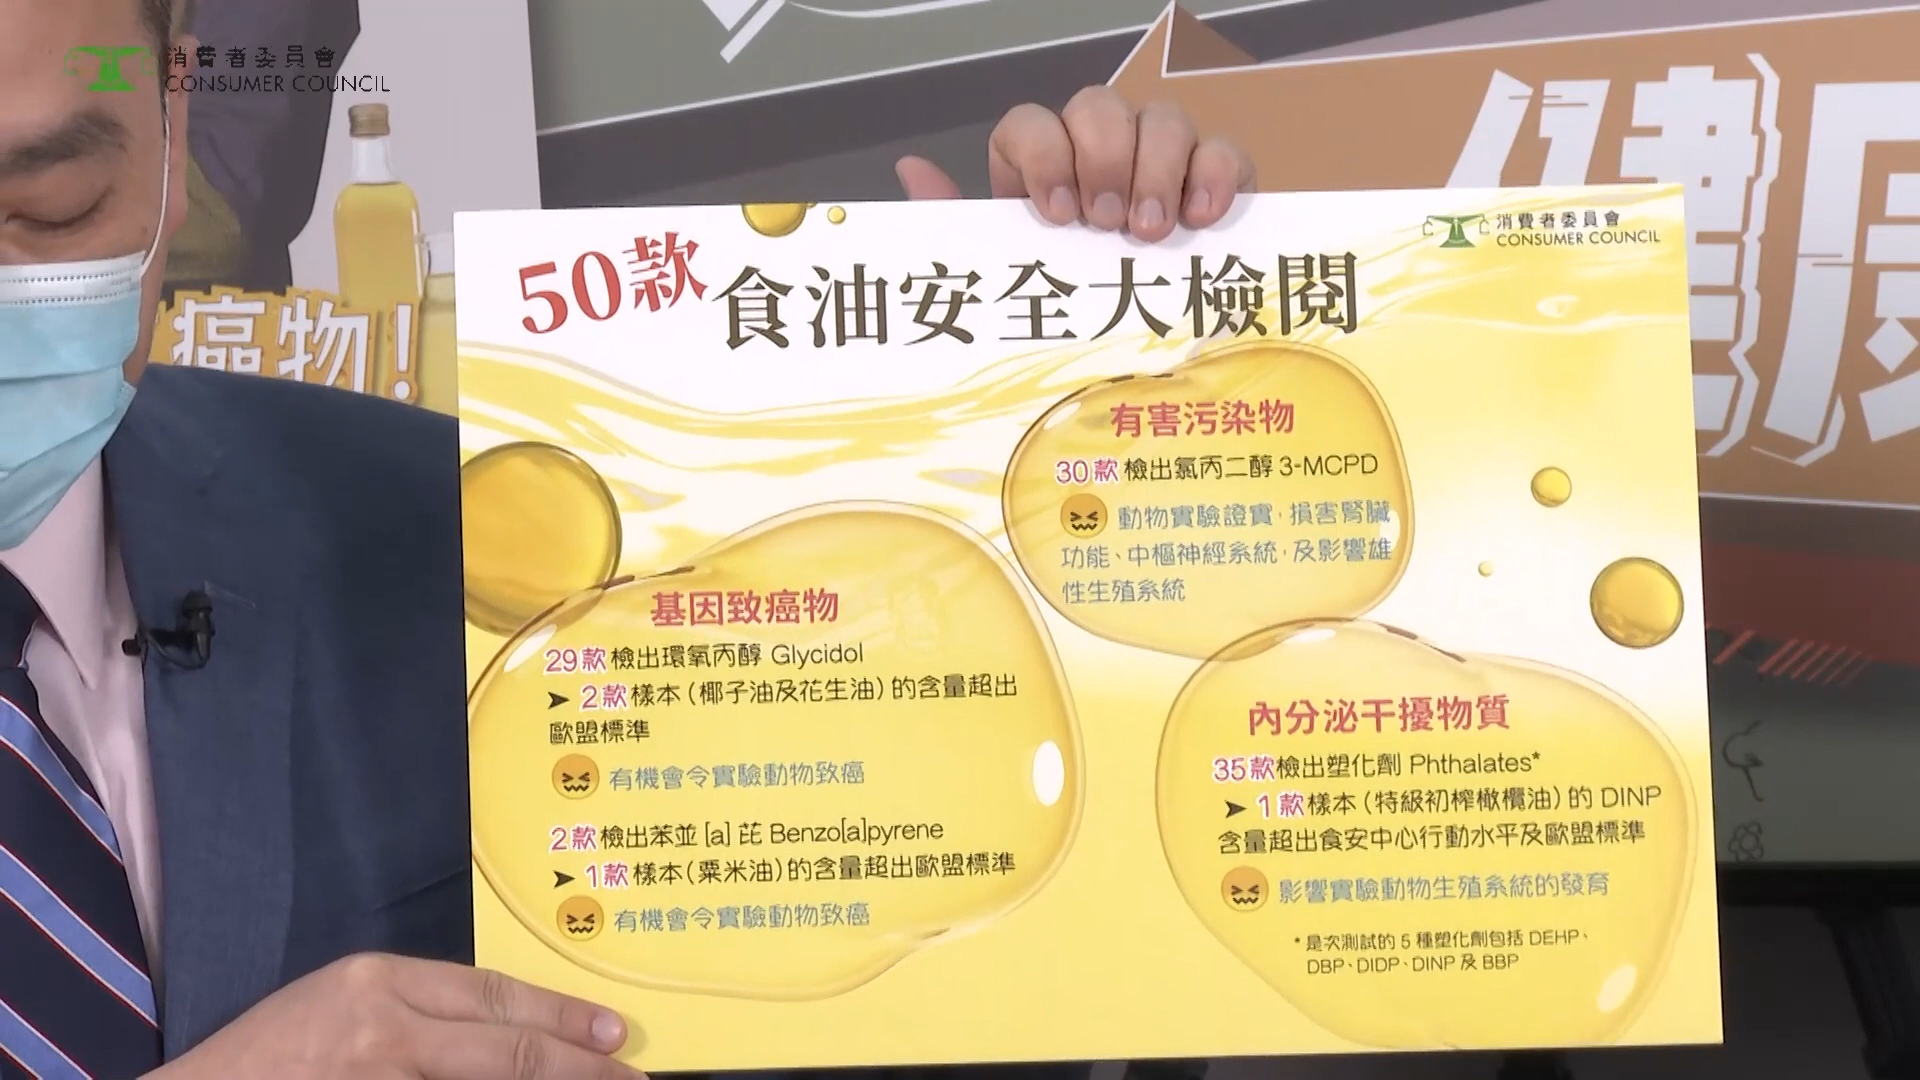 消費者委員會
CONSUMER COUNCIL
癌物!
健康
消費者委員會
CONSUMER COUNCIL
50款食油安全大檢閱
有害污染物
30款檢出氯丙二醇 3-MCPD
動物實驗證實，損害腎臟
功能、中樞神經系統，及影響雄
性生殖系統
基因致癌物
29款檢出環氧丙醇 Glycidol
➤ 2款樣本（椰子油及花生油）的含量超出
歐盟標準
有機會令實驗動物致癌
2款檢出苯並 [a] 芘 Benzo[a]pyrene
➤ 1款樣本（粟米油）的含量超出歐盟標準
有機會令實驗動物致癌
內分泌干擾物質
35款檢出塑化劑 Phthalates*
➤ 1款樣本（特級初榨橄欖油）的 DINP
含量超出食安中心行動水平及歐盟標準
影響實驗動物生殖系統的發育
* 是次測試的 5 種塑化劑包括 DEHP、
DBP、DIDP、DINP 及 BBP